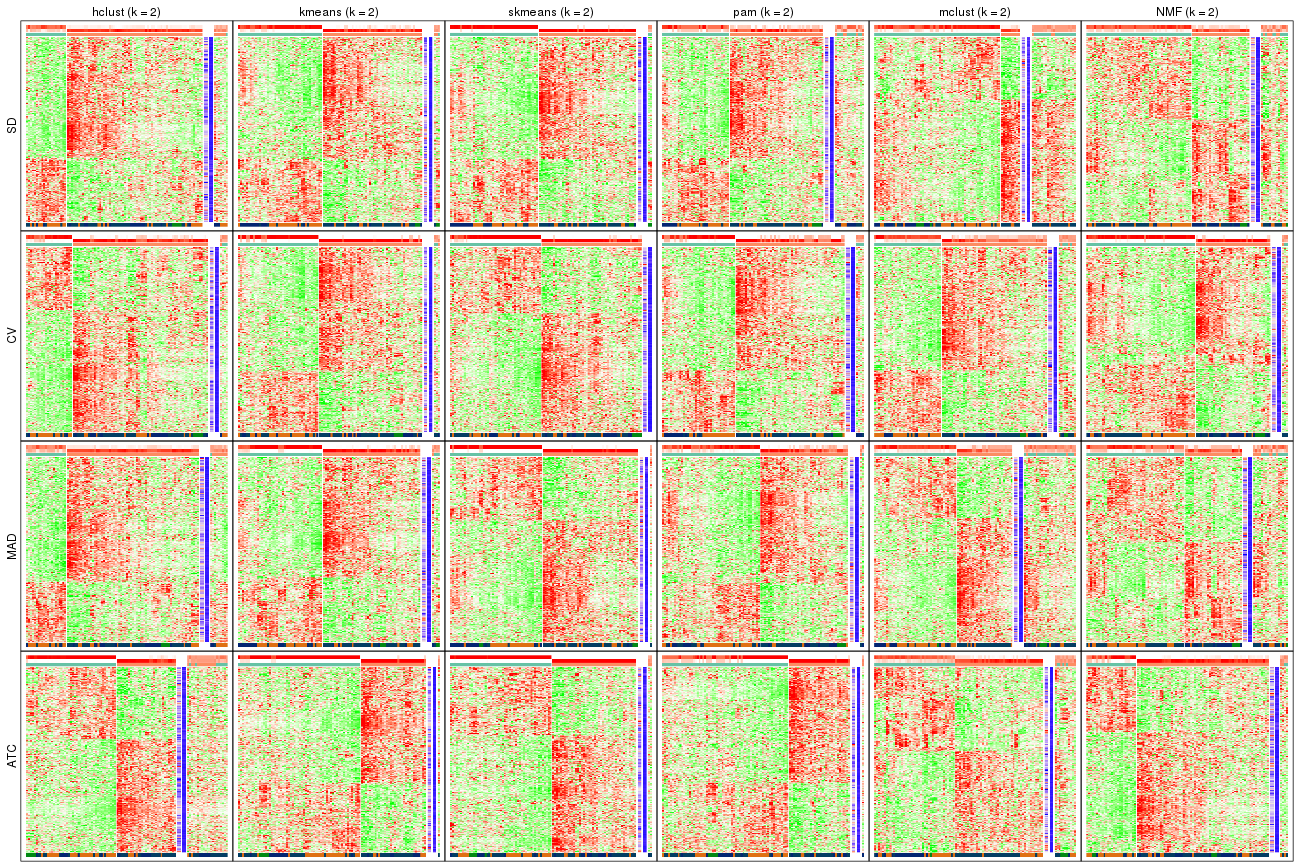 hclust (k = 2) kmeans (k = 2) skmeans (k = 2) pam (k = 2) mclust (k = 2) NMF (k = 2)
SD
CV
MAD
ATC